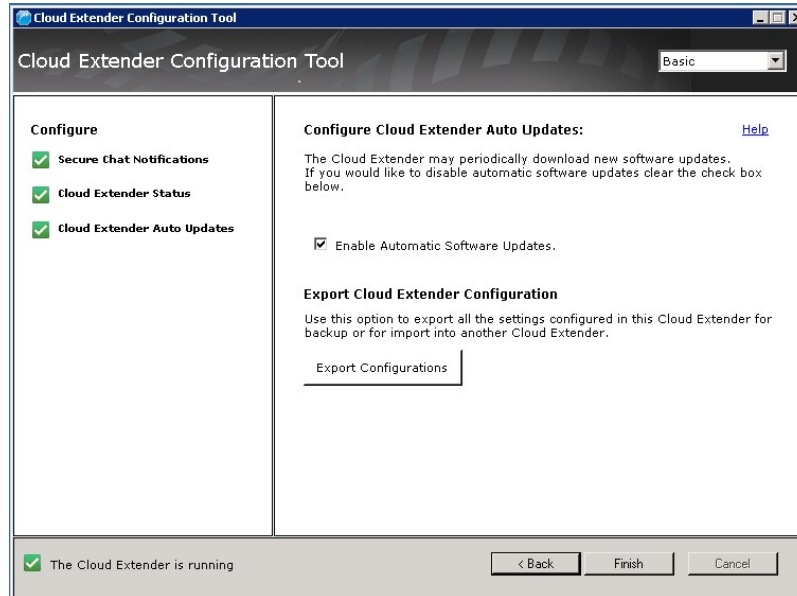 Cloud Extender Configuration Tool
Cloud Extender Configuration Tool
Basic
Configure
Secure Chat Notifications
Cloud Extender Status
Cloud Extender Auto Updates
Configure Cloud Extender Auto Updates:
Help
The Cloud Extender may periodically download new software updates.
If you would like to disable automatic software updates clear the check box
below.
Enable Automatic Software Updates.
Export Cloud Extender Configuration
Use this option to export all the settings configured in this Cloud Extender for
backup or for import into another Cloud Extender.
Export Configurations
The Cloud Extender is running
< Back
Finish
Cancel